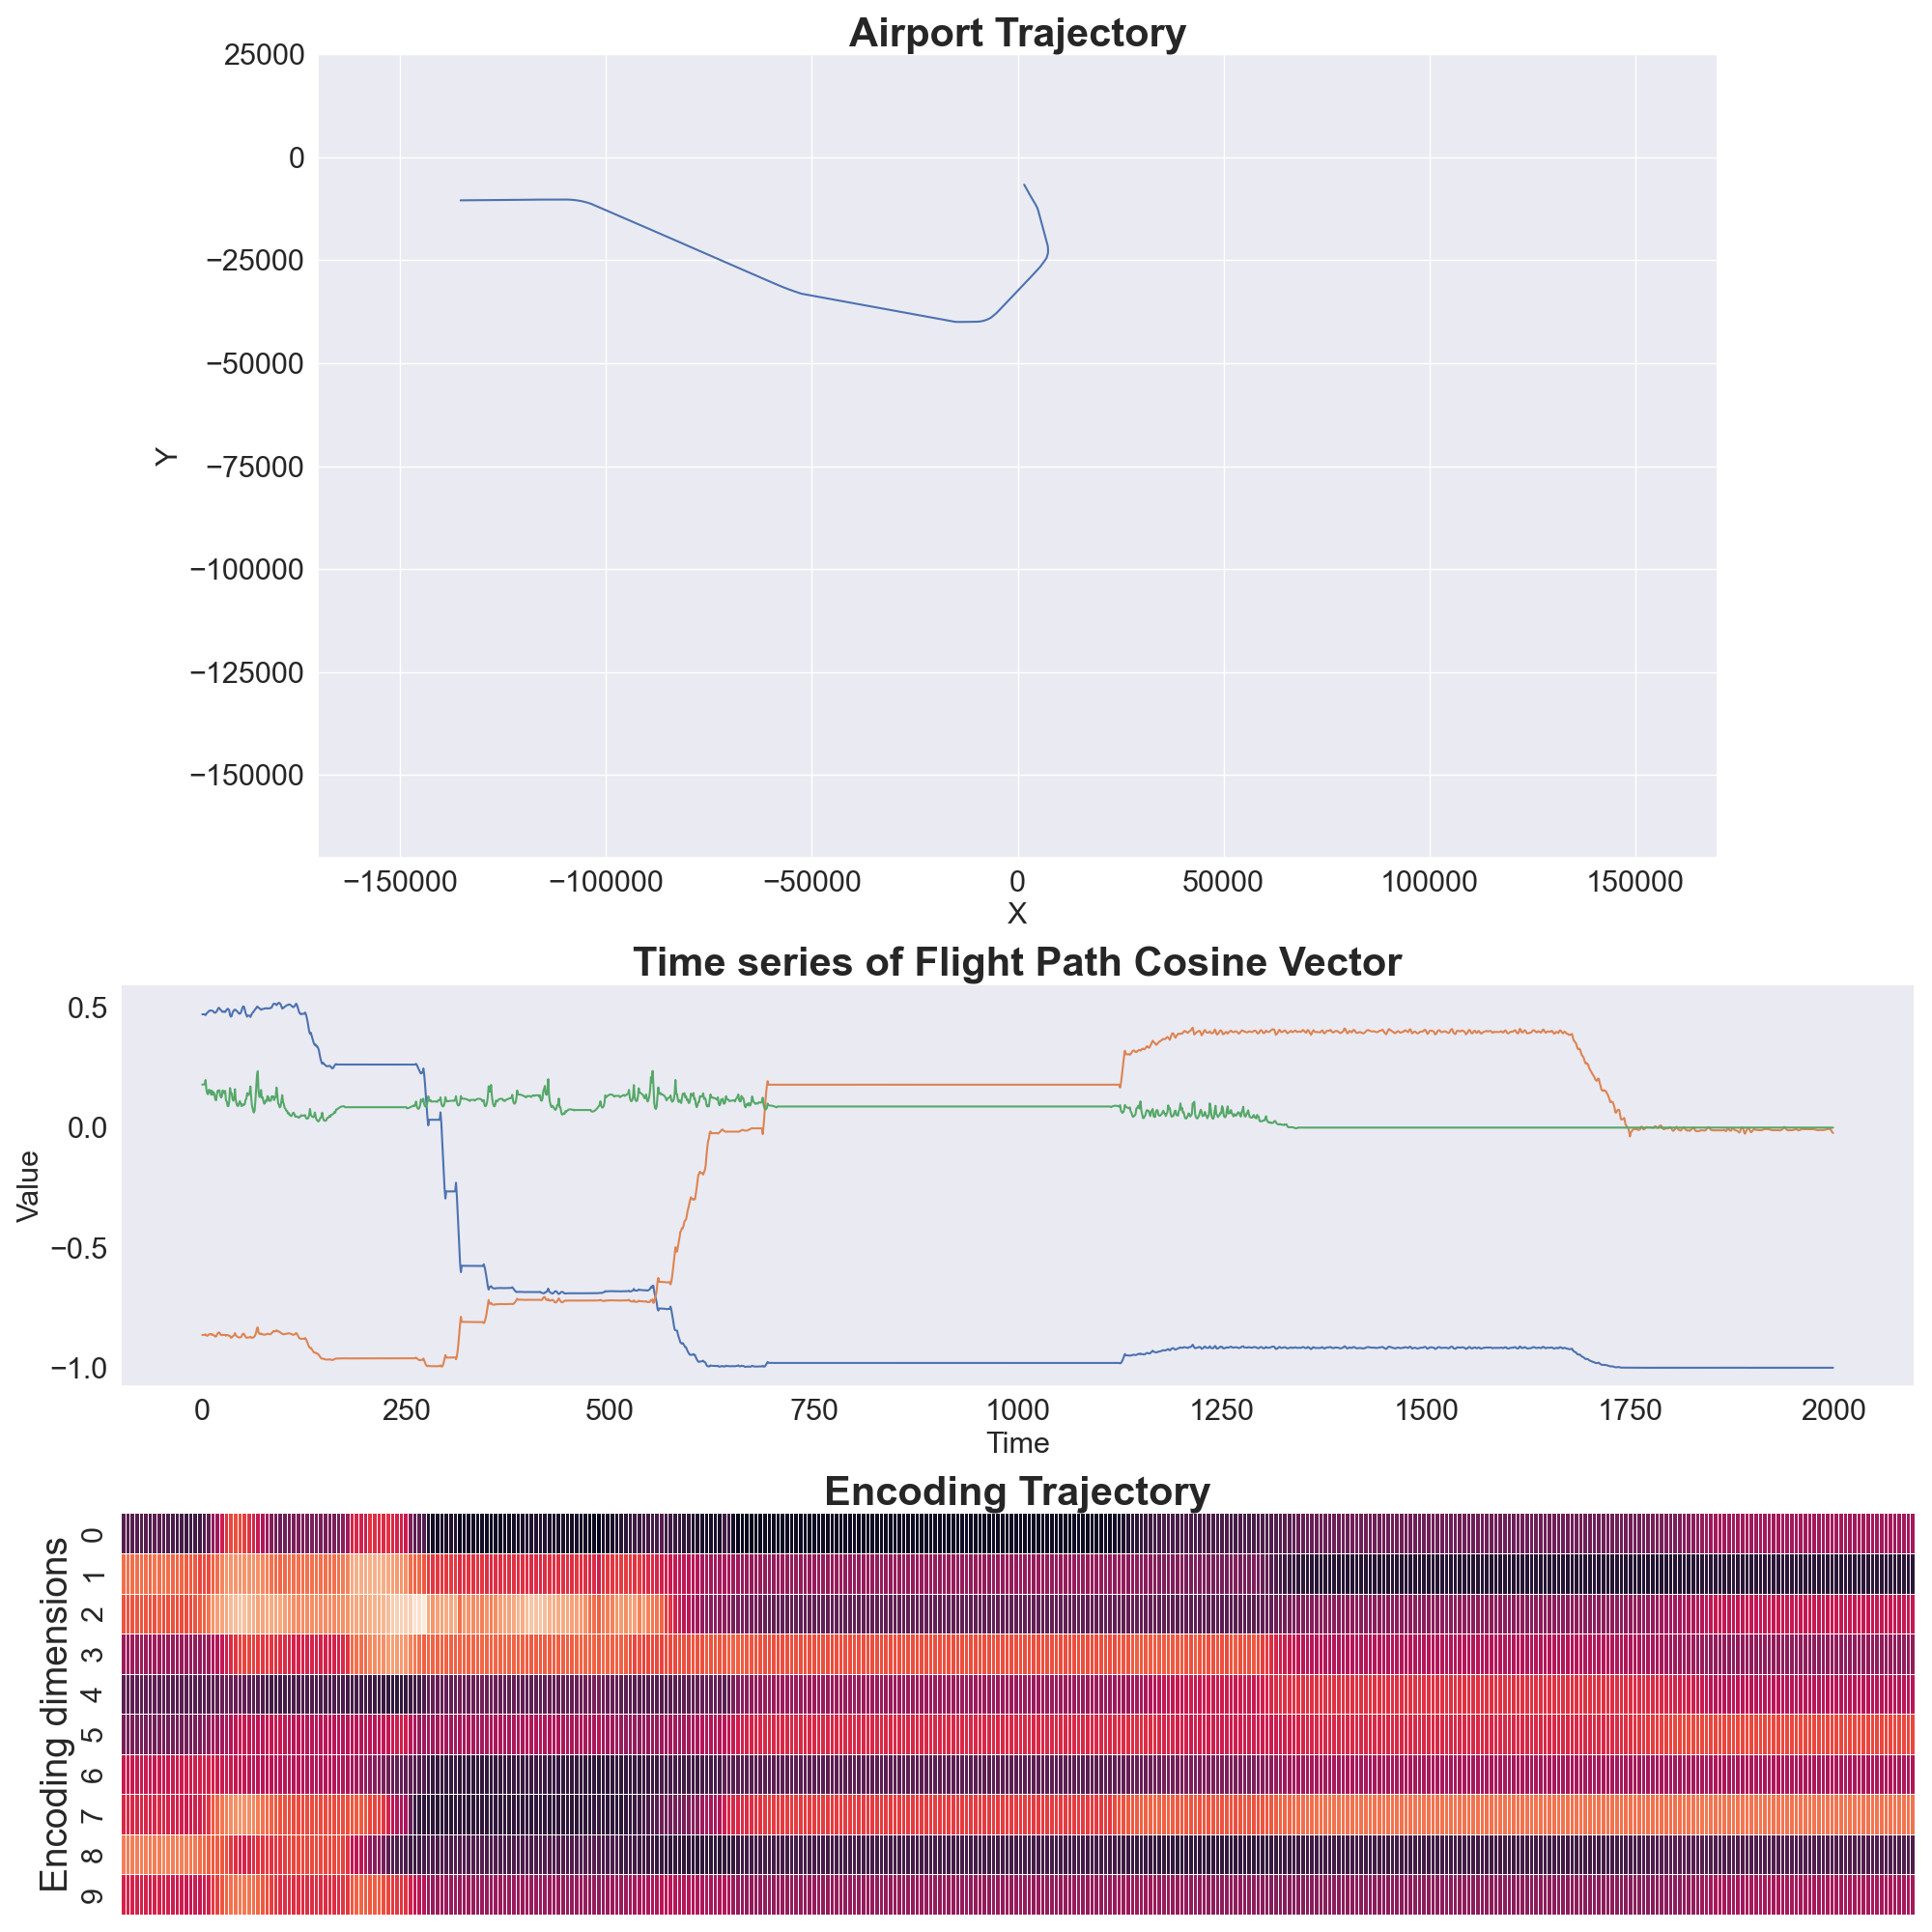 Airport Trajectory
25000
0
−25000
−50000
−75000
−100000
−125000
−150000
Y
−150000 −100000 −50000 0 50000 100000 150000
X
Time series of Flight Path Cosine Vector
0.5
0.0
−0.5
−1.0
Value
0 250 500 750 1000 1250 1500 1750 2000
Time
Encoding Trajectory
Encoding dimensions
0
1
2
3
4
5
6
7
8
9